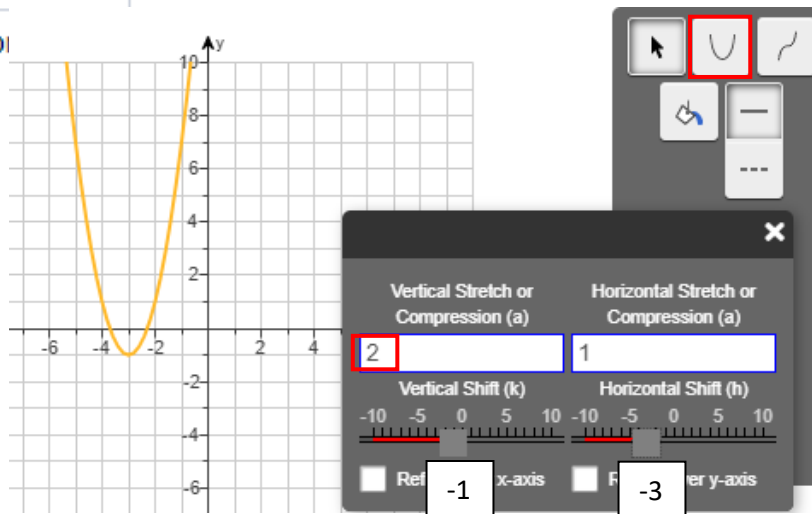 y
10
8
6
4
2
-6 -4 -2 2 4
-2
-4
-6
Vertical Stretch or Horizontal Stretch or
Compression (a) Compression (a)
2 1
Vertical Shift (k) Horizontal Shift (h)
-10 -5 0 5 10 -10 -5 0 5 10
x-axis y-axis
-1 -3